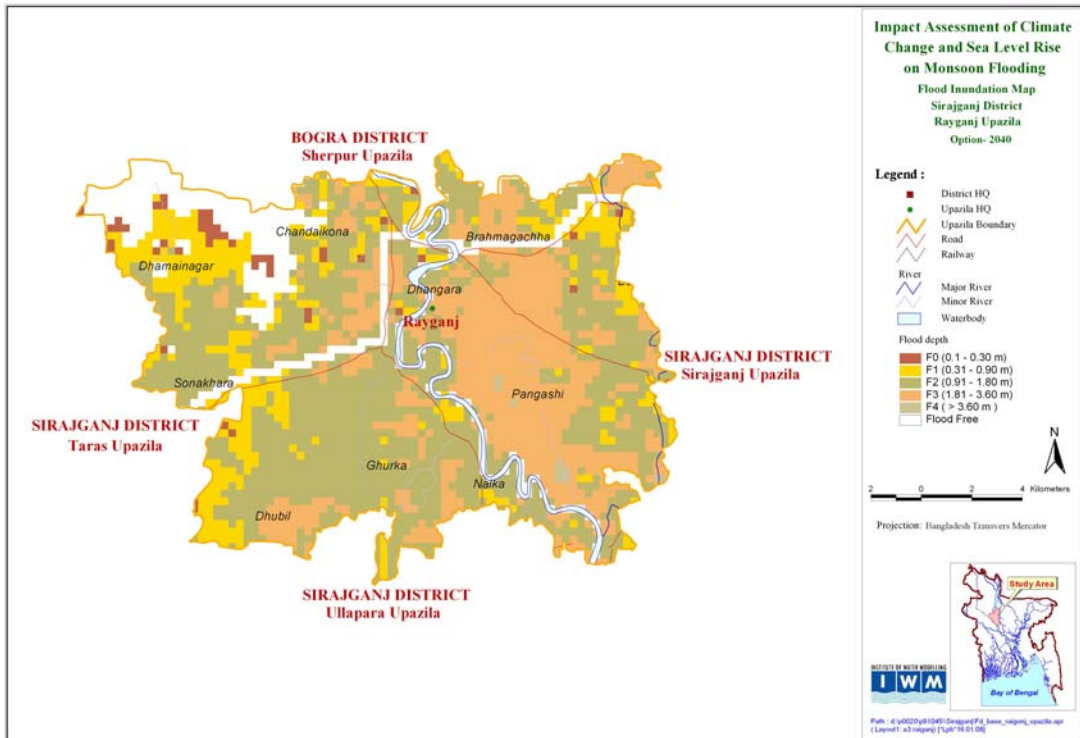 Impact Assessment of Climate
Change and Sea Level Rise
on Monsoon Flooding
Flood Inundation Map
Sirajganj District
Rayganj Upazila
Option- 2040
Legend :
District HQ
Upazila HQ
Upazila Boundary
Road
Railway
River
Major River
Minor River
Waterbody
Flood depth
F0 (0.1 - 0.30 m)
F1 (0.31 - 0.90 m)
F2 (0.91 - 1.80 m)
F3 (1.81 - 3.60 m)
F4 ( > 3.60 m )
Flood Free
N
2 0 2 4 Kilometers
Projection: Bangladesh Transvers Mercator
Study Area
Bay of Bengal
INSTITUTE OF WATER MODELLING
IWM
BOGRA DISTRICT
Sherpur Upazila
Chandaikona
Brahmagachha
Dhamainagar
Dhangara
Rayganj
SIRAJGANJ DISTRICT
Sirajganj Upazila
Sonakhara
Pangashi
SIRAJGANJ DISTRICT
Taras Upazila
Ghurka
Nalka
Dhubil
SIRAJGANJ DISTRICT
Ullapara Upazila